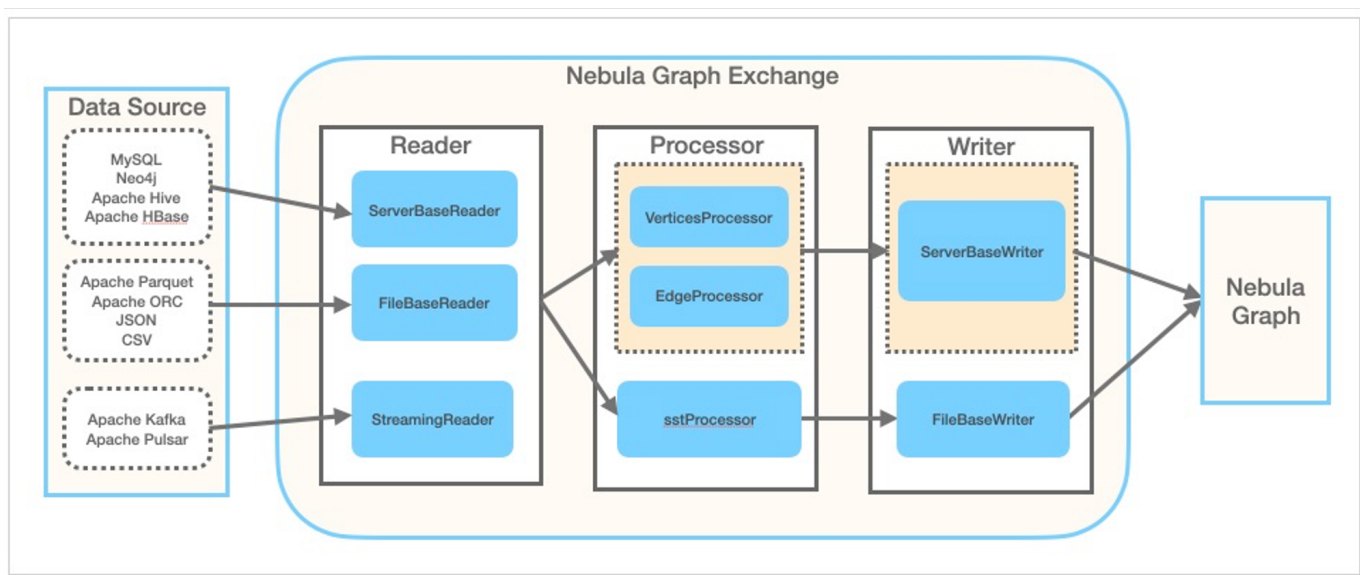 Nebula Graph Exchange
Data Source
MySQL
Neo4j
Apache Hive
Apache HBase
Apache Parquet
Apache ORC
JSON
CSV
Apache Kafka
Apache Pulsar
Reader
ServerBaseReader
FileBaseReader
StreamingReader
Processor
VerticesProcessor
EdgeProcessor
sstProcessor
Writer
ServerBaseWriter
FileBaseWriter
Nebula
Graph